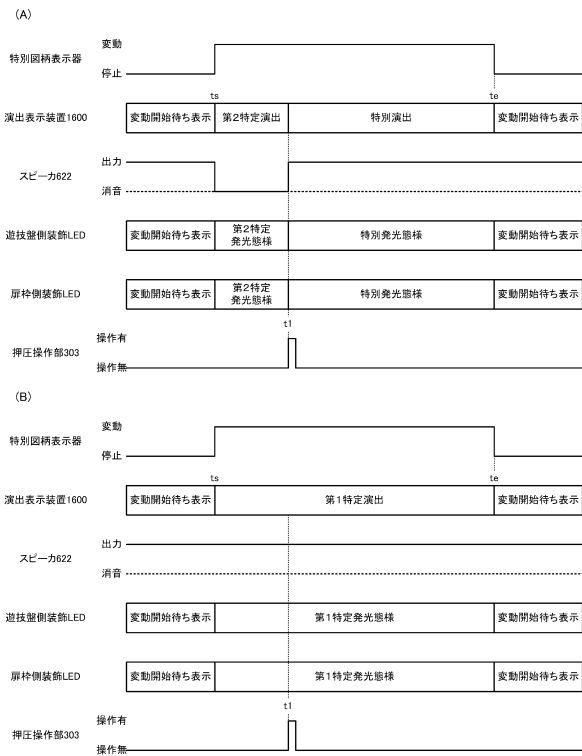 (A)
変動
特別図柄表示器
停止
ts
te
演出表示装置1600
変動開始待ち表示
第2特定演出
特別演出
変動開始待ち表示
出力
スピーカ622
消音
遊技盤側装飾LED
変動開始待ち表示
第2特定
発光態様
特別発光態様
変動開始待ち表示
扉枠側装飾LED
変動開始待ち表示
第2特定
発光態様
特別発光態様
変動開始待ち表示
t1
操作有
押圧操作部303
操作無
(B)
変動
特別図柄表示器
停止
ts
te
演出表示装置1600
変動開始待ち表示
第1特定演出
変動開始待ち表示
出力
スピーカ622
消音
遊技盤側装飾LED
変動開始待ち表示
第1特定発光態様
変動開始待ち表示
扉枠側装飾LED
変動開始待ち表示
第1特定発光態様
変動開始待ち表示
t1
操作有
押圧操作部303
操作無